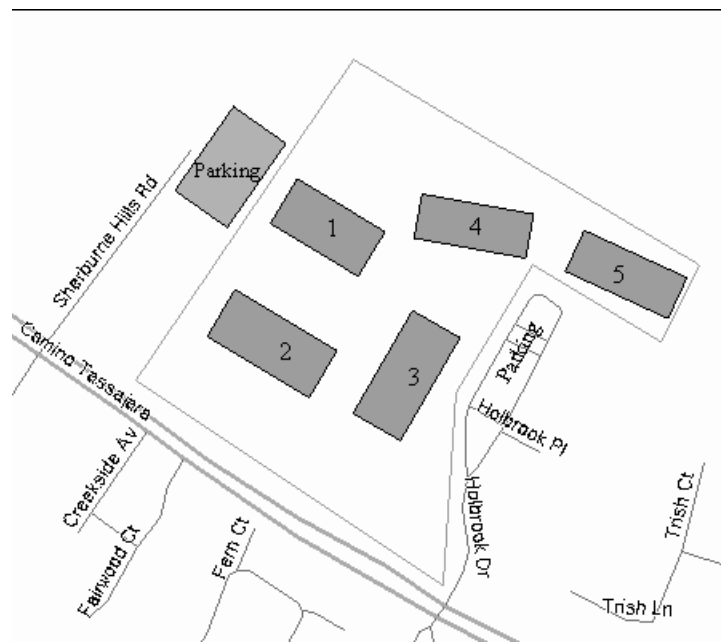 Parking
Sherburne Hills Rd
1
4
5
2
3
Parking
Camino Tassajara
Holbrook Pl
Creekside Av
Fairwood Ct
Fern Ct
Holbrook Dr
Trish Ct
Trish Ln